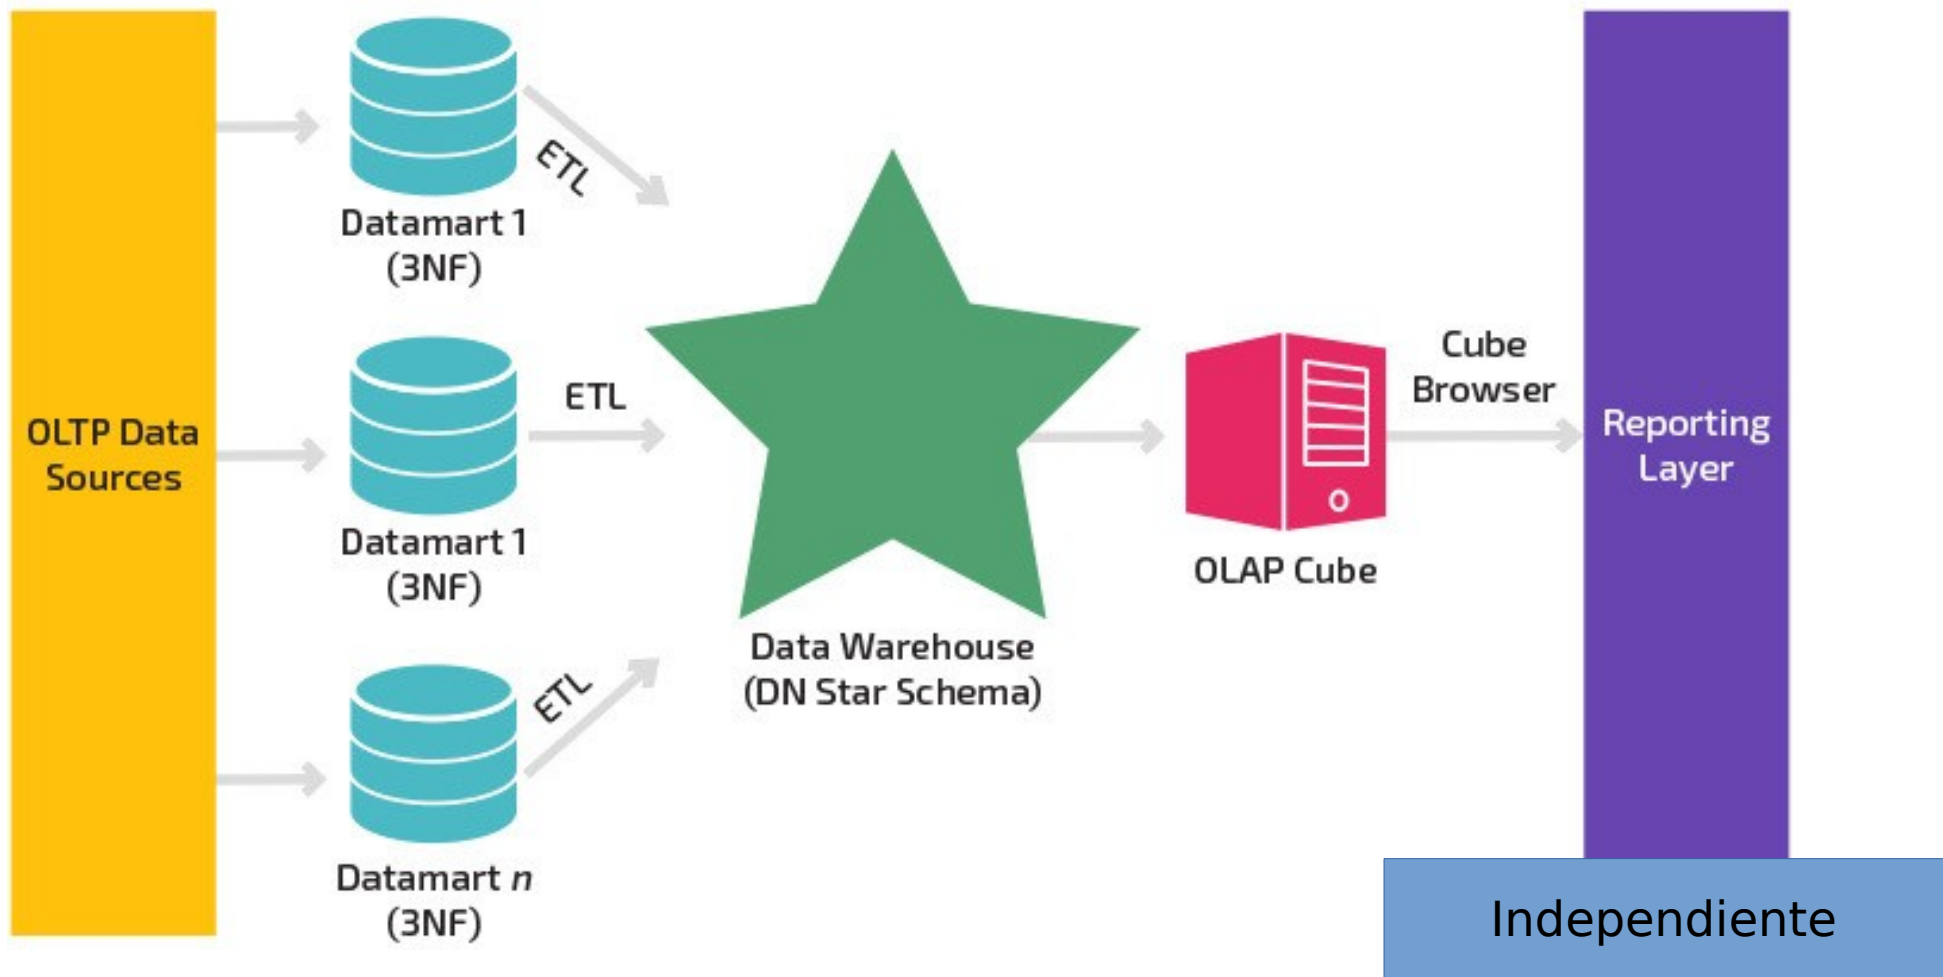 OLTP Data
Sources
Datamart 1
(3NF)
ETL
Datamart 1
(3NF)
ETL
Datamart n
(3NF)
ETL
Data Warehouse
(DN Star Schema)
OLAP Cube
Cube
Browser
Reporting
Layer
Independiente